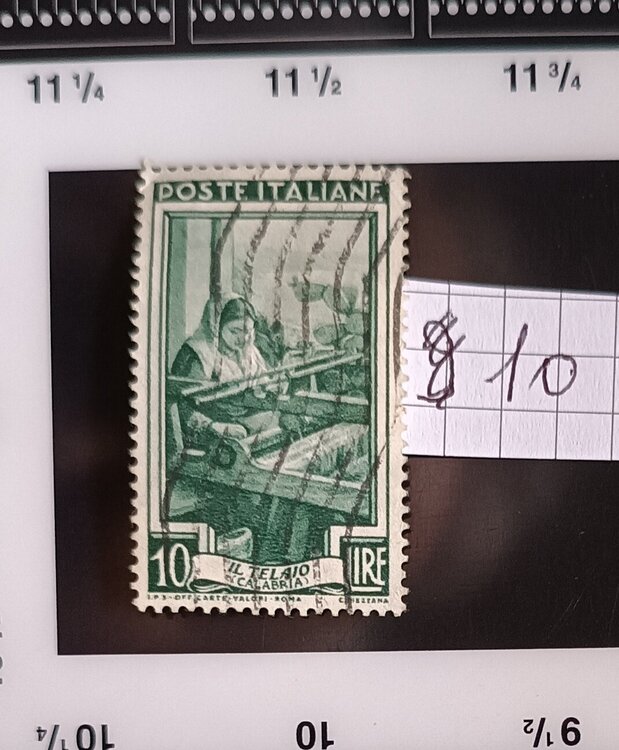 11 1/4 11 1/2 11 3/4
POSTE ITALIANE
$ 10
10 LIRE
IL TELAIO
(CALABRIA)
I.P.S-OFF. CARTE-VALORI-ROMA
10 1/4 10 9 1/2